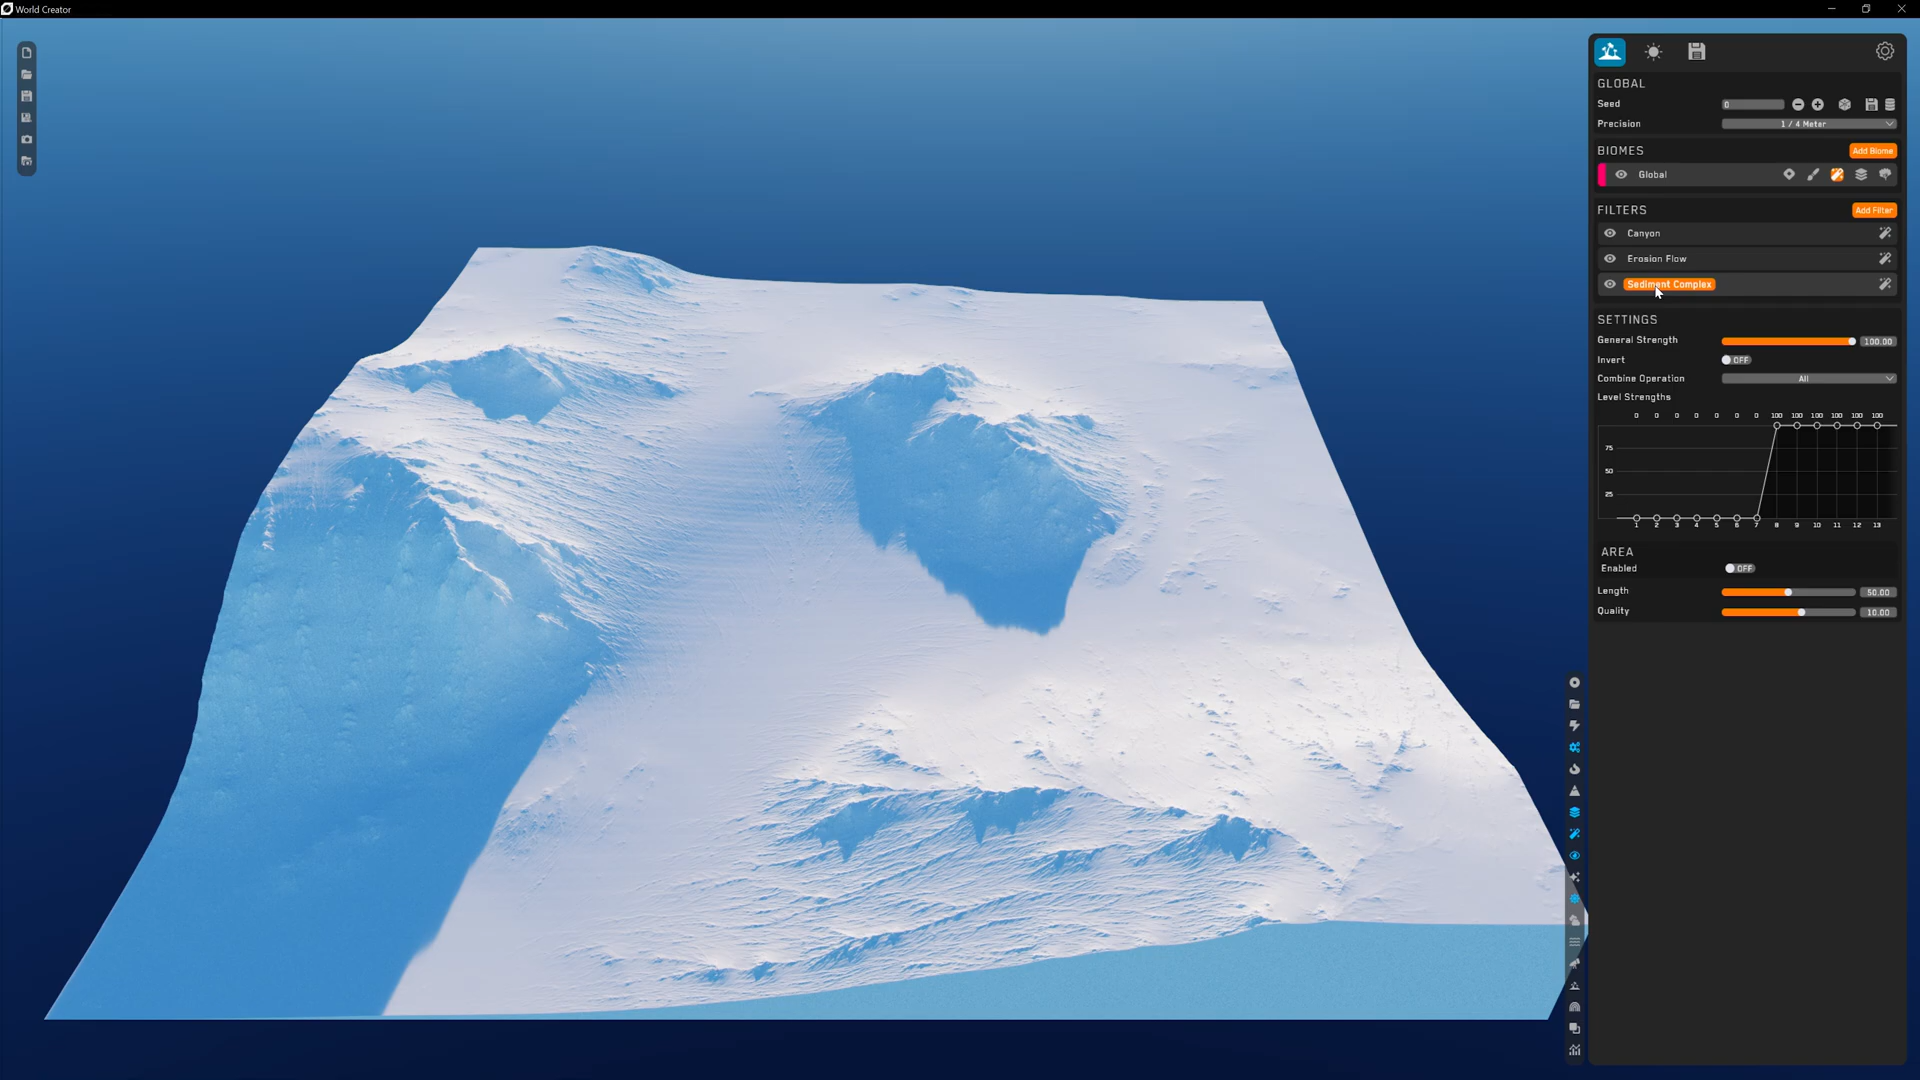 World Creator
GLOBAL
Seed 0
Precision 1 / 4 Meter
BIOMES Add Biome
Global
FILTERS Add Filter
Canyon
Erosion Flow
Sediment Complex
SETTINGS
General Strength 100.00
Invert OFF
Combine Operation All
Level Strengths
0 0 0 0 0 0 0 100 100 100 100 100 100
75
50
25
1 2 3 4 5 6 7 8 9 10 11 12 13
AREA
Enabled OFF
Length 50.00
Quality 10.00